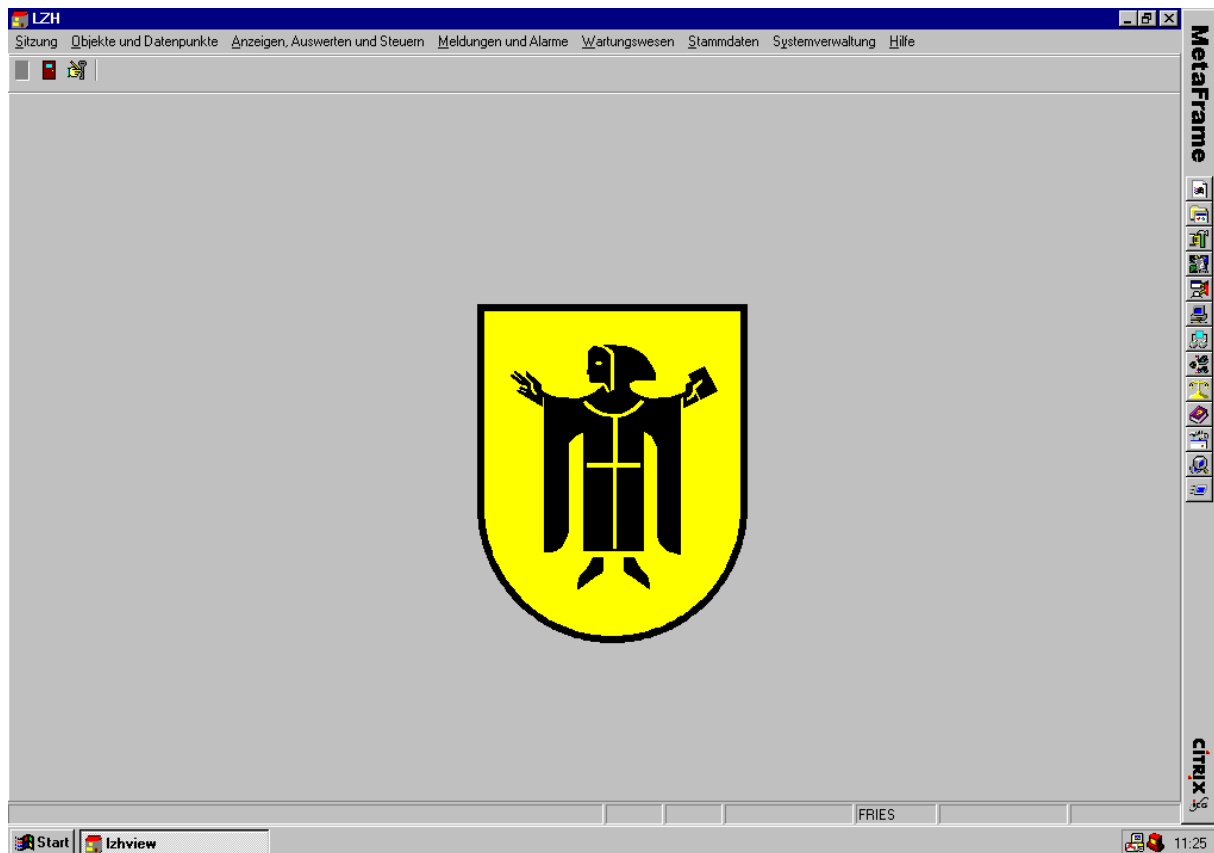 LZH
Sitzung Objekte und Datenpunkte Anzeigen, Auswerten und Steuern Meldungen und Alarme Wartungswesen Stammdaten Systemverwaltung Hilfe
MetaFrame
CiTRIX
FRIES
Start lzhview 11:25